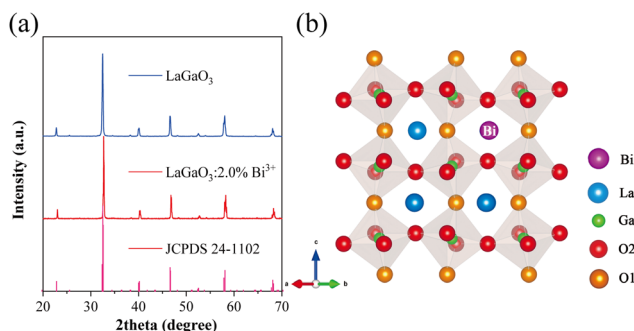 (a)
Intensity (a.u.)
LaGaO₃
LaGaO₃:2.0% Bi³⁺
JCPDS 24-1102
20 30 40 50 60 70
2theta (degree)
(b)
Bi
c
a b
Bi
La
Ga
O2
O1